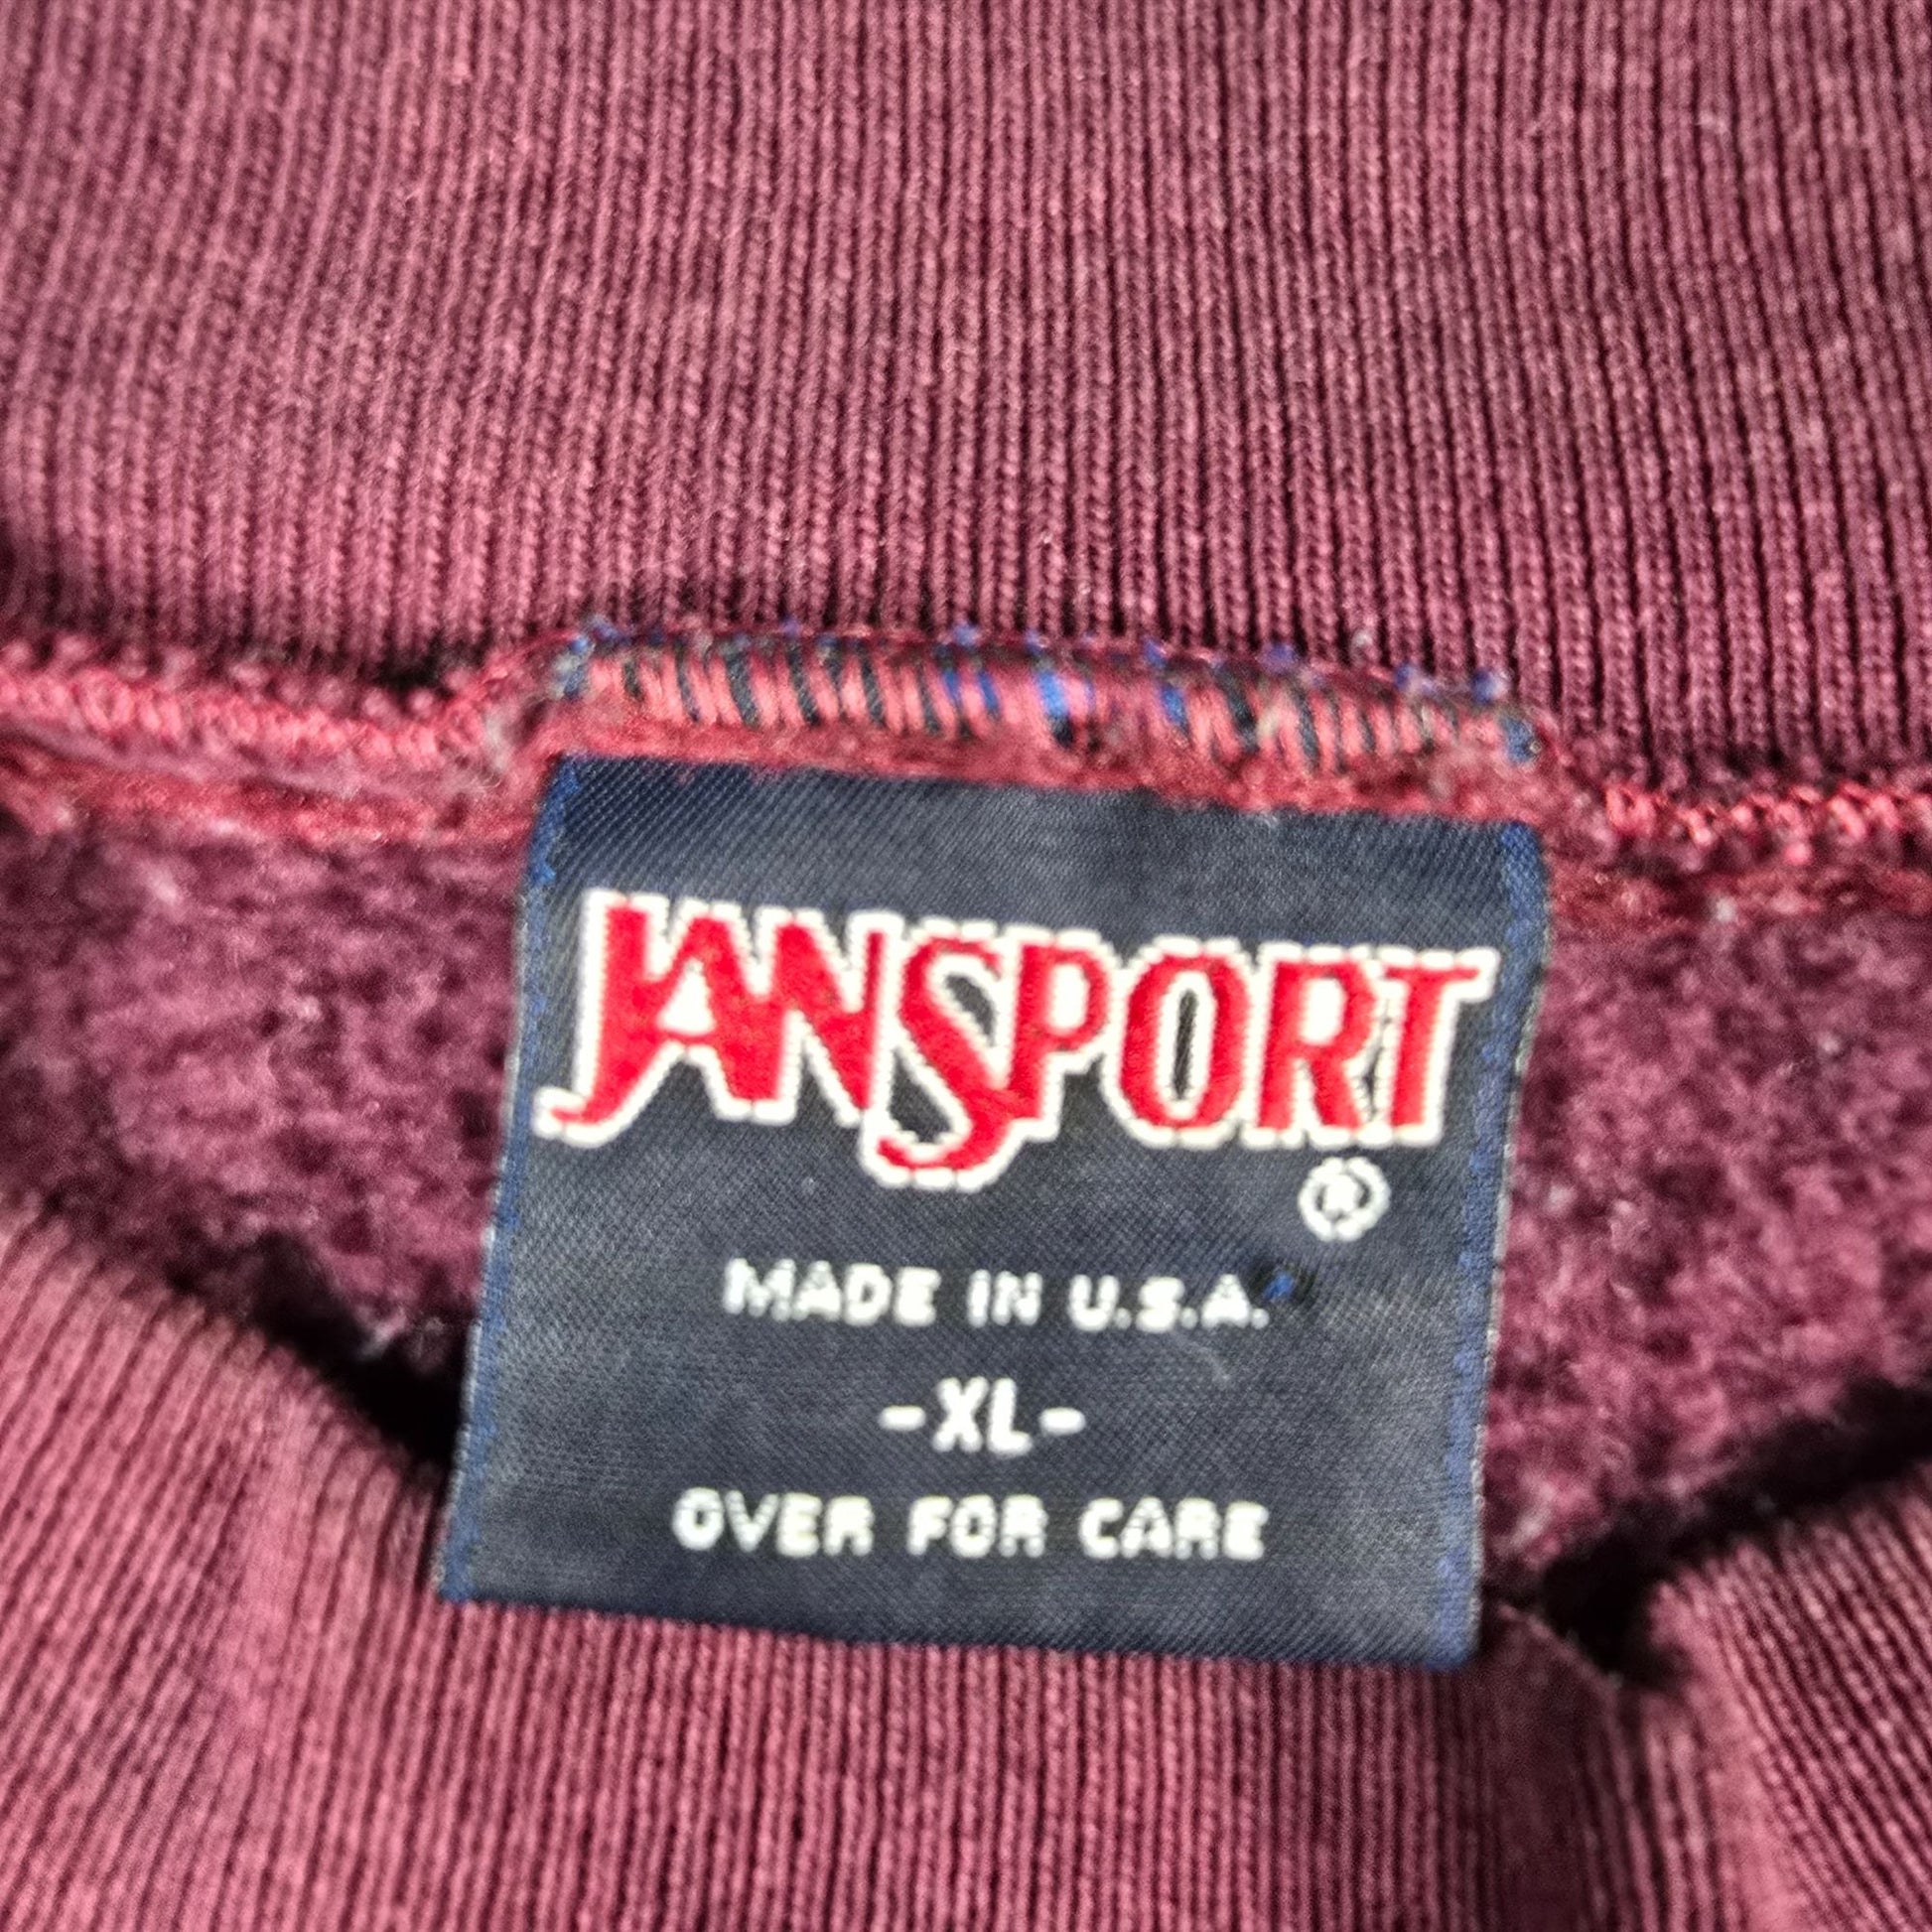 JANSPORT
®
MADE IN U.S.A.
-XL-
OVER FOR CARE